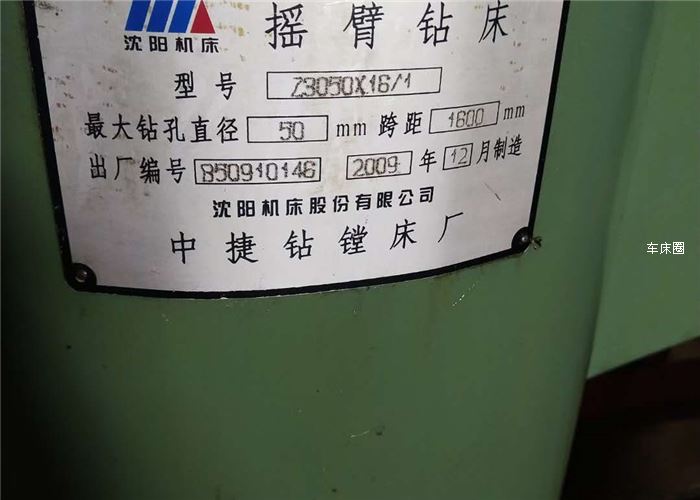 沈阳机床
摇臂钻床
型号 Z3050X16/1
最大钻孔直径 50 mm 跨距 1600 mm
出厂编号 B50910146 2009 年 12 月制造
沈阳机床股份有限公司
中捷钻镗床厂
车床圈